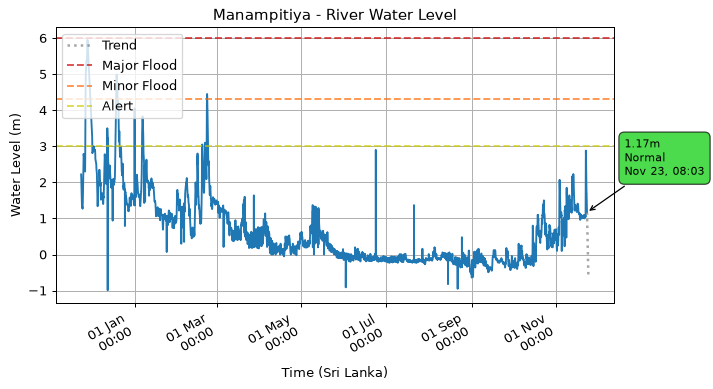 Manampitiya - River Water Level
Water Level (m)
6
5
4
3
2
1
0
−1
Trend
Major Flood
Minor Flood
Alert
1.17m
Normal
Nov 23, 08:03
01 Jan
00:00
01 Mar
00:00
01 May
00:00
01 Jul
00:00
01 Sep
00:00
01 Nov
00:00
Time (Sri Lanka)